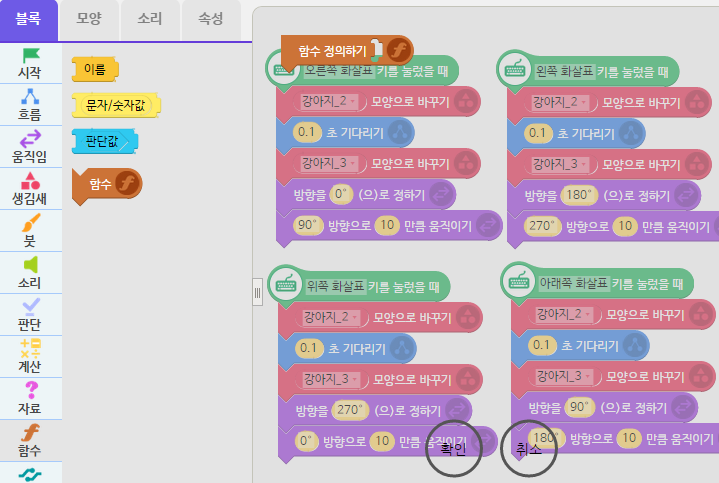 블록 모양 소리 속성
시작
흐름
움직임
생김새
붓
소리
판단
계산
자료
함수
이름
문자/숫자값
판단값
함수
함수 정의하기
오른쪽 화살표 키를 눌렀을 때
강아지_2 모양으로 바꾸기
0.1 초 기다리기
강아지_3 모양으로 바꾸기
방향을 0° (으)로 정하기
90° 방향으로 10 만큼 움직이기
왼쪽 화살표 키를 눌렀을 때
강아지_2 모양으로 바꾸기
0.1 초 기다리기
강아지_3 모양으로 바꾸기
방향을 180° (으)로 정하기
270° 방향으로 10 만큼 움직이기
위쪽 화살표 키를 눌렀을 때
강아지_2 모양으로 바꾸기
0.1 초 기다리기
강아지_3 모양으로 바꾸기
방향을 270° (으)로 정하기
0° 방향으로 10 만큼 움직이기
아래쪽 화살표 키를 눌렀을 때
강아지_2 모양으로 바꾸기
0.1 초 기다리기
강아지_3 모양으로 바꾸기
방향을 90° (으)로 정하기
180° 방향으로 10 만큼 움직이기
확인 취소